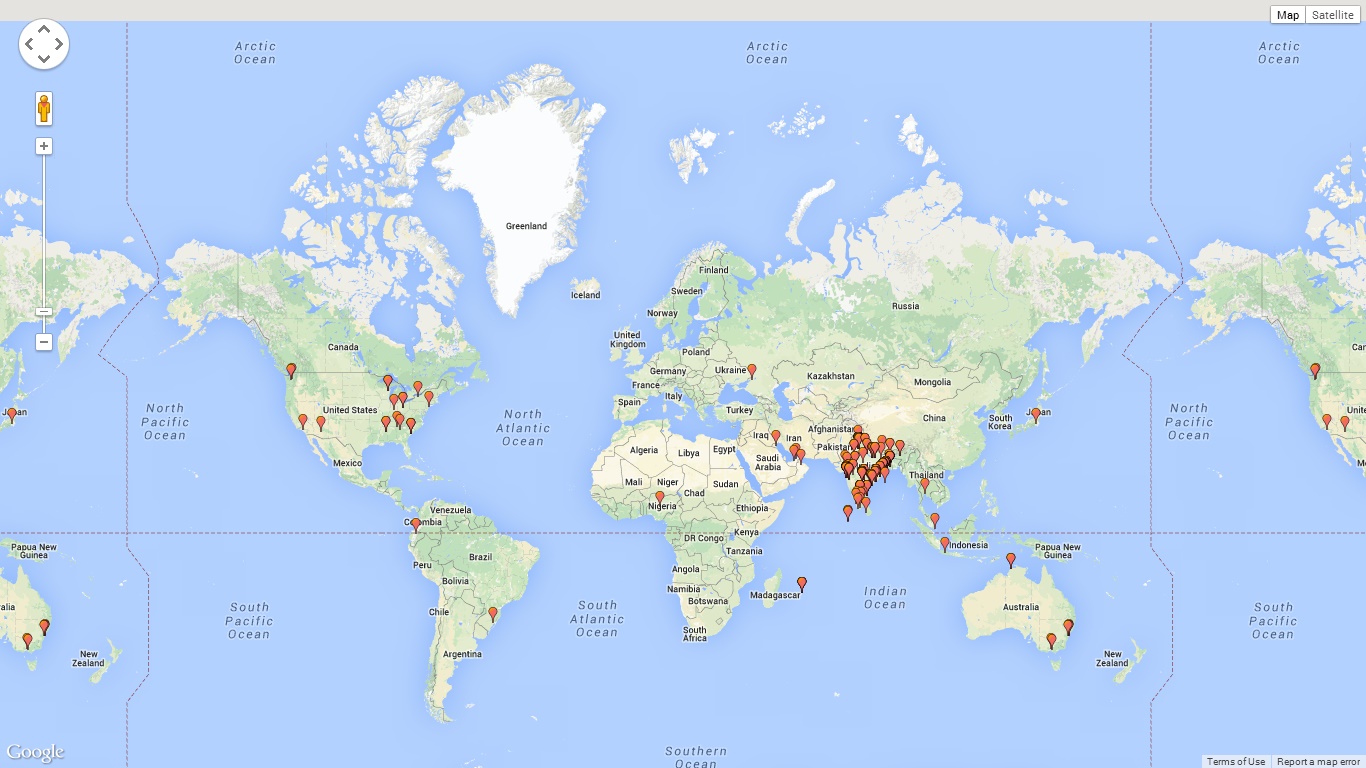 Map
Satellite
Arctic
Ocean
Arctic
Ocean
Arctic
Ocean
Greenland
Finland
Iceland
Sweden
Russia
Norway
United
Kingdom
Canada
Can
Poland
Germany
Ukraine
Kazakhstan
France
Mongolia
Italy
Spain
Turkey
United States
North
Pacific
Ocean
North
Atlantic
Ocean
China
South
Korea
Japan
North
Pacific
Ocean
Afghanistan
Iraq
Iran
Pakistan
Algeria
Libya
Egypt
Saudi
Arabia
Mexico
Me
Thailand
Mali
Niger
Chad
Sudan
Nigeria
Ethiopia
Venezuela
Colombia
DR Congo
Kenya
Indonesia
Papua New
Guinea
Papua New
Guinea
Tanzania
Brazil
Peru
Angola
Bolivia
Namibia
Madagascar
Indian
Ocean
Botswana
ralia
Australia
South
Pacific
Ocean
Chile
South
Atlantic
Ocean
South
Pacific
Ocean
South
Africa
Argentina
New
Zealand
New
Zealand
Southern
Ocean
Google
Terms of Use
Report a map error